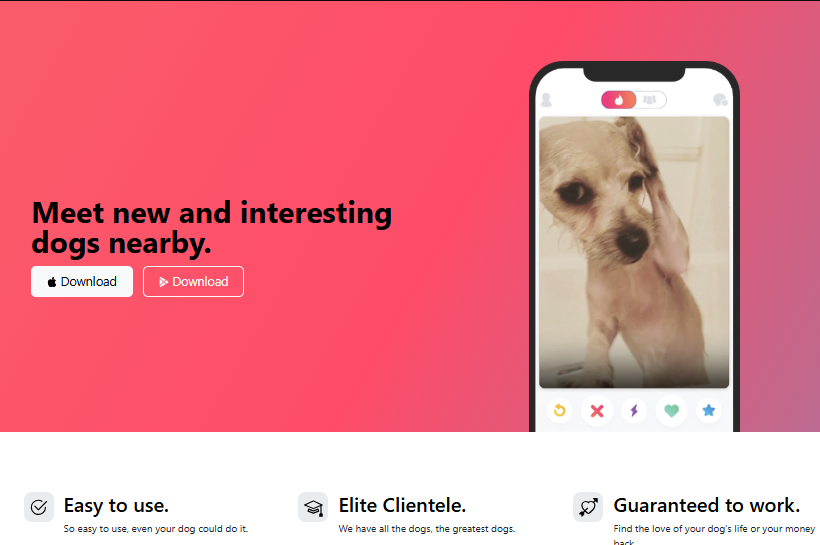 Meet new and interesting
dogs nearby.
Download
Download
Easy to use.
So easy to use, even your dog could do it.
Elite Clientele.
We have all the dogs, the greatest dogs.
Guaranteed to work.
Find the love of your dog's life or your money
back.